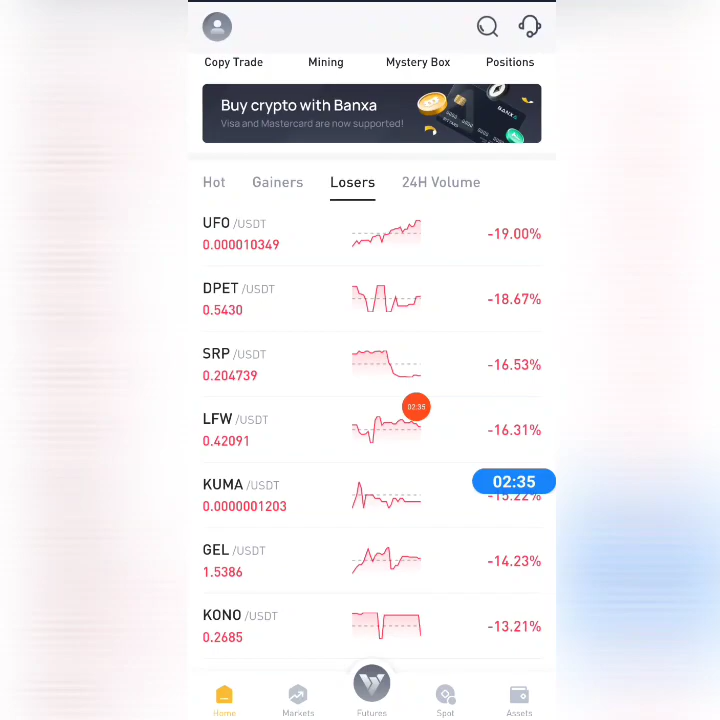 Copy Trade Mining Mystery Box Positions
Buy crypto with Banxa
Visa and Mastercard are now supported!
BANXA
Hot Gainers Losers 24H Volume
UFO /USDT
0.000010349
-19.00%
DPET /USDT
0.5430
-18.67%
SRP /USDT
0.204739
-16.53%
02:35
LFW /USDT
0.42091
-16.31%
02:35
KUMA /USDT
0.0000001203
-15.22%
GEL /USDT
1.5386
-14.23%
KONO /USDT
0.2685
-13.21%
Home Markets Futures Spot Assets